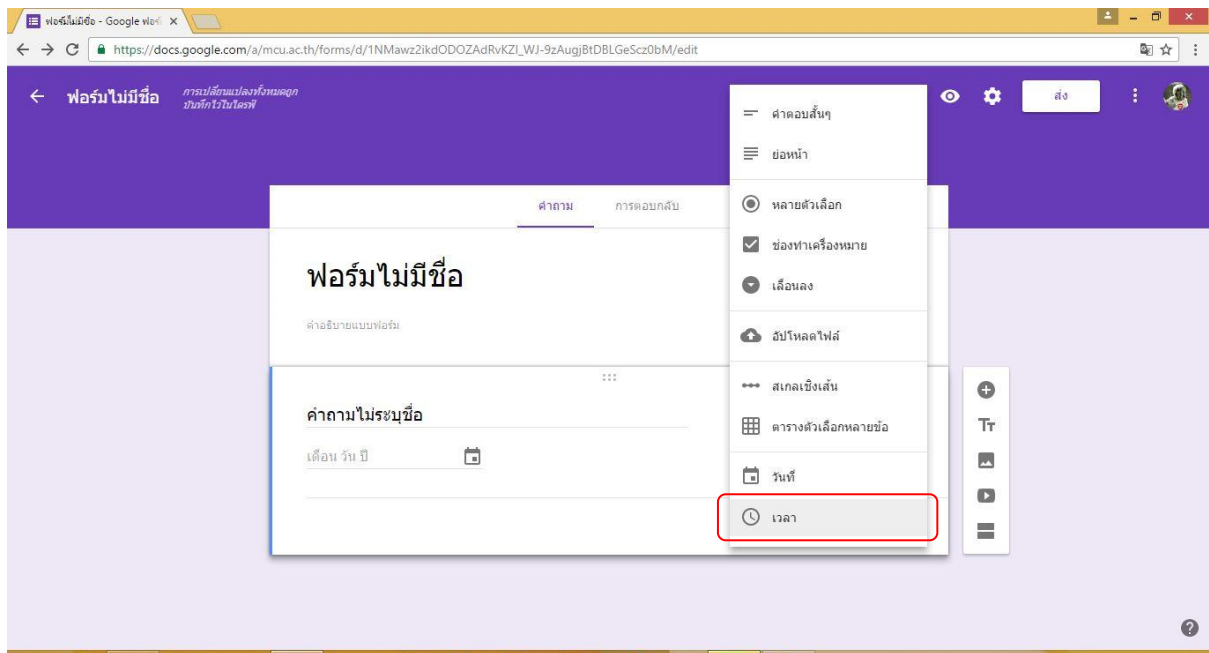 ฟอร์มไม่มีชื่อ - Google ฟอร์
https://docs.google.com/a/mcu.ac.th/forms/d/1NMawz2ikdODOZAdRvKZI_WJ-9zAugjBtDBLGeScz0bM/edit
ฟอร์มไม่มีชื่อ
การเปลี่ยนแปลงทั้งหมดถูก
บันทึกไว้ในไดรฟ์
ส่ง
คำถาม การตอบกลับ
ฟอร์มไม่มีชื่อ
คำอธิบายแบบฟอร์ม
คำถามไม่ระบุชื่อ
เดือน วัน ปี
คำตอบสั้นๆ
ย่อหน้า
หลายตัวเลือก
ช่องทำเครื่องหมาย
เลื่อนลง
อัปโหลดไฟล์
สเกลเชิงเส้น
ตารางตัวเลือกหลายข้อ
วันที่
เวลา
Tт